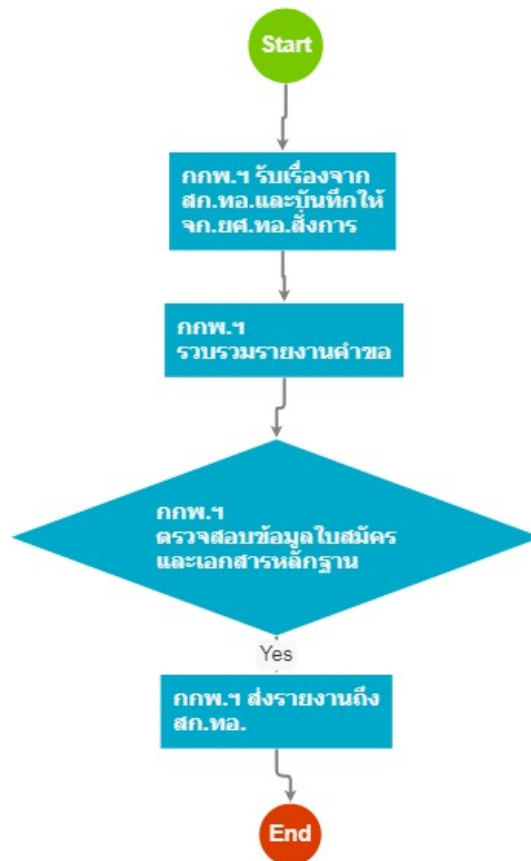 Start
กกพ.ฯ รับเรื่องจาก
สก.ทอ.และบันทึกให้
จก.ยศ.ทอ.สั่งการ
กกพ.ฯ
รวบรวมรายงานคำขอ
กกพ.ฯ
ตรวจสอบข้อมูลใบสมัคร
และเอกสารหลักฐาน
Yes
กกพ.ฯ ส่งรายงานถึง
สก.ทอ.
End